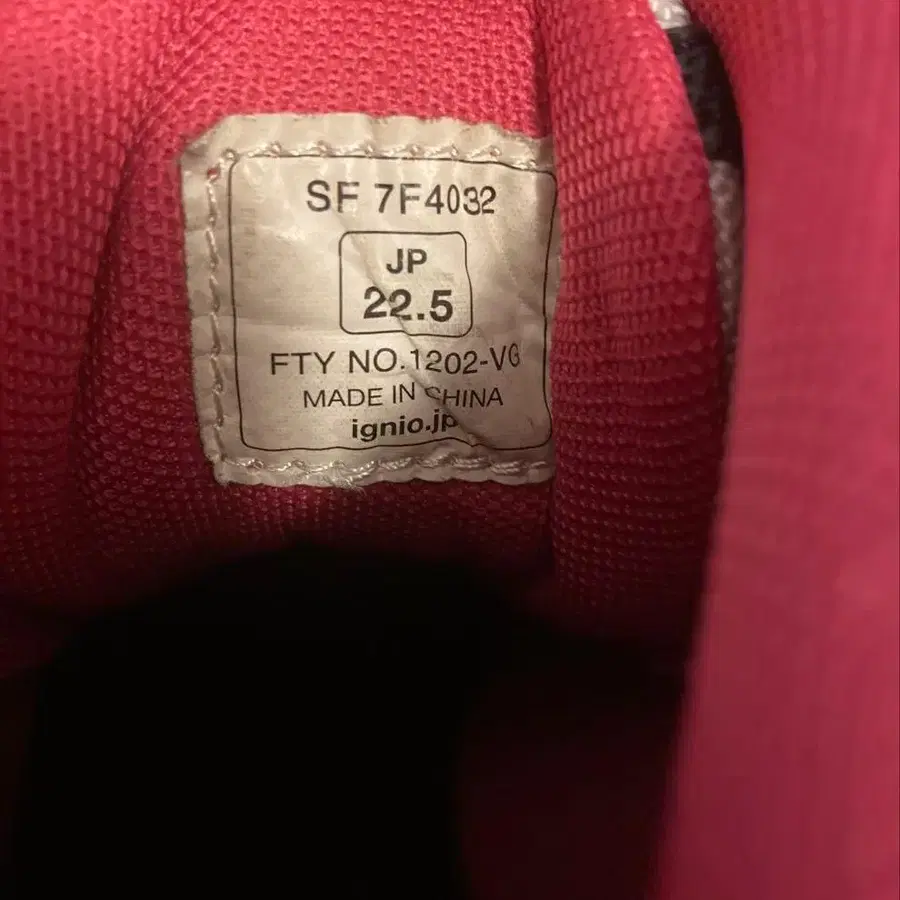 SF 7F4032
JP
22.5
FTY NO.1202-VG
MADE IN CHINA
ignio.jp